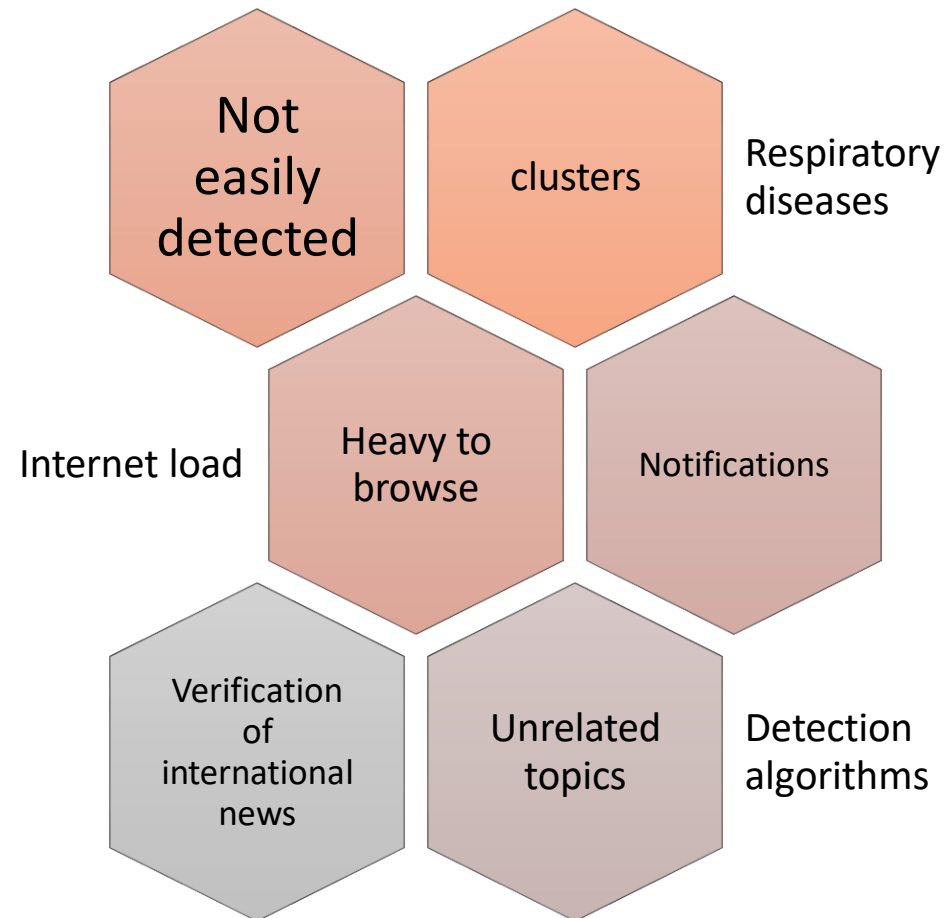 Not
easily
detected
clusters
Respiratory
diseases
Internet load
Heavy to
browse
Notifications
Verification
of
international
news
Unrelated
topics
Detection
algorithms